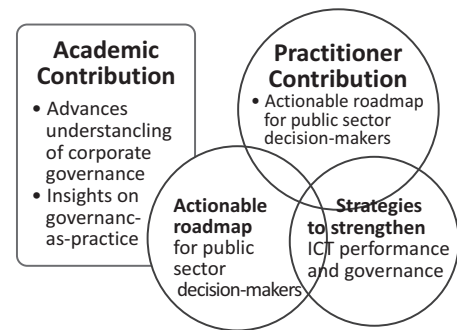 Academic
Contribution
• Advances
understanding
of corporate
governance
• Insights on
governanc-
as-practice
Practitioner
Contribution
• Actionable roadmap
for public sector
decision-makers
Actionable
roadmap
for public
sector
decision-makers
Strategies
to strengthen
ICT performance
and governance